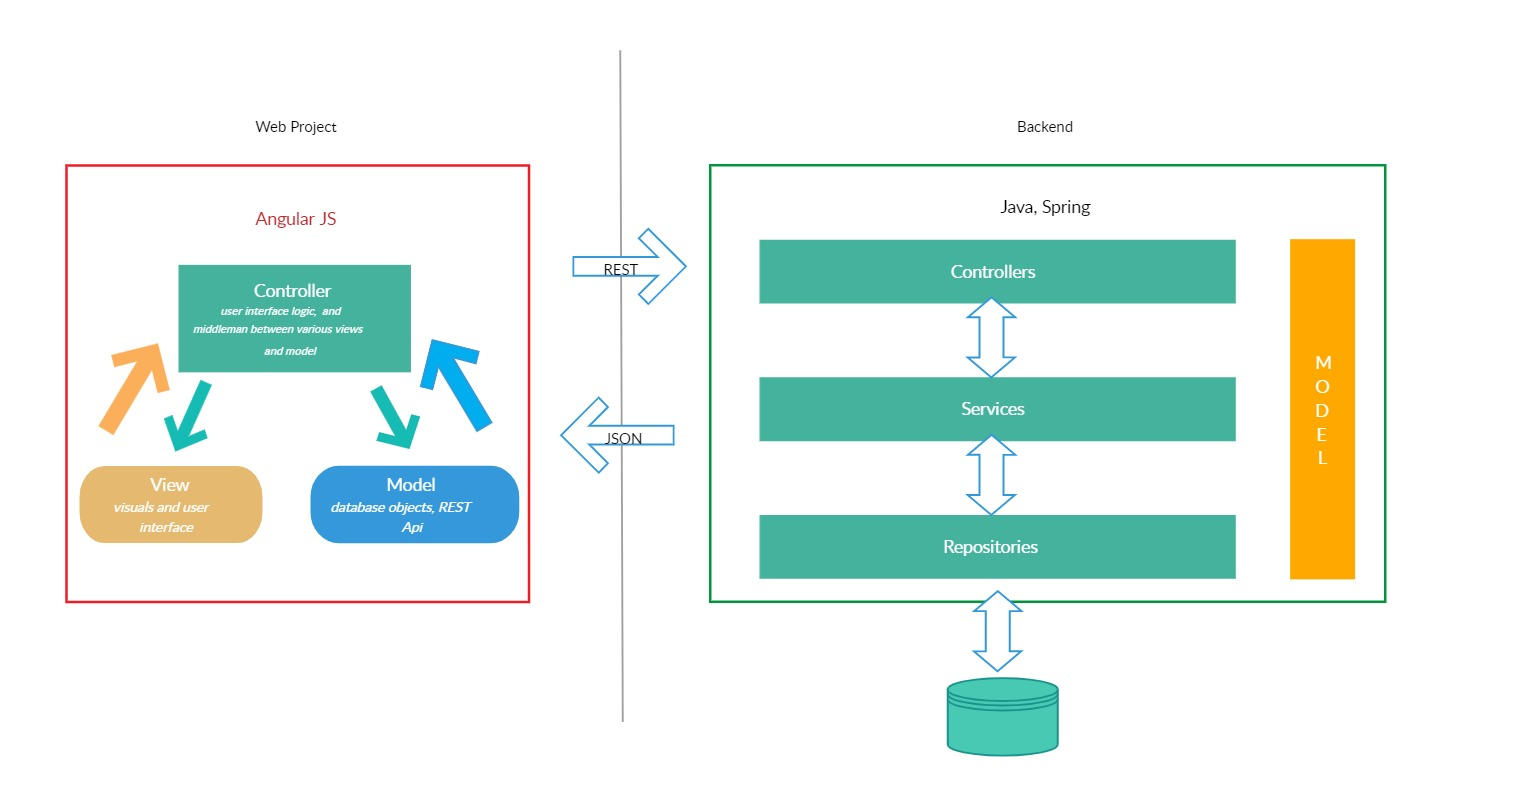 Web Project
Angular JS
Controller
user interface logic, and
middleman between various views
and model
View
visuals and user
interface
Model
database objects, REST
Api
REST
JSON
Backend
Java, Spring
Controllers
Services
Repositories
M
O
D
E
L